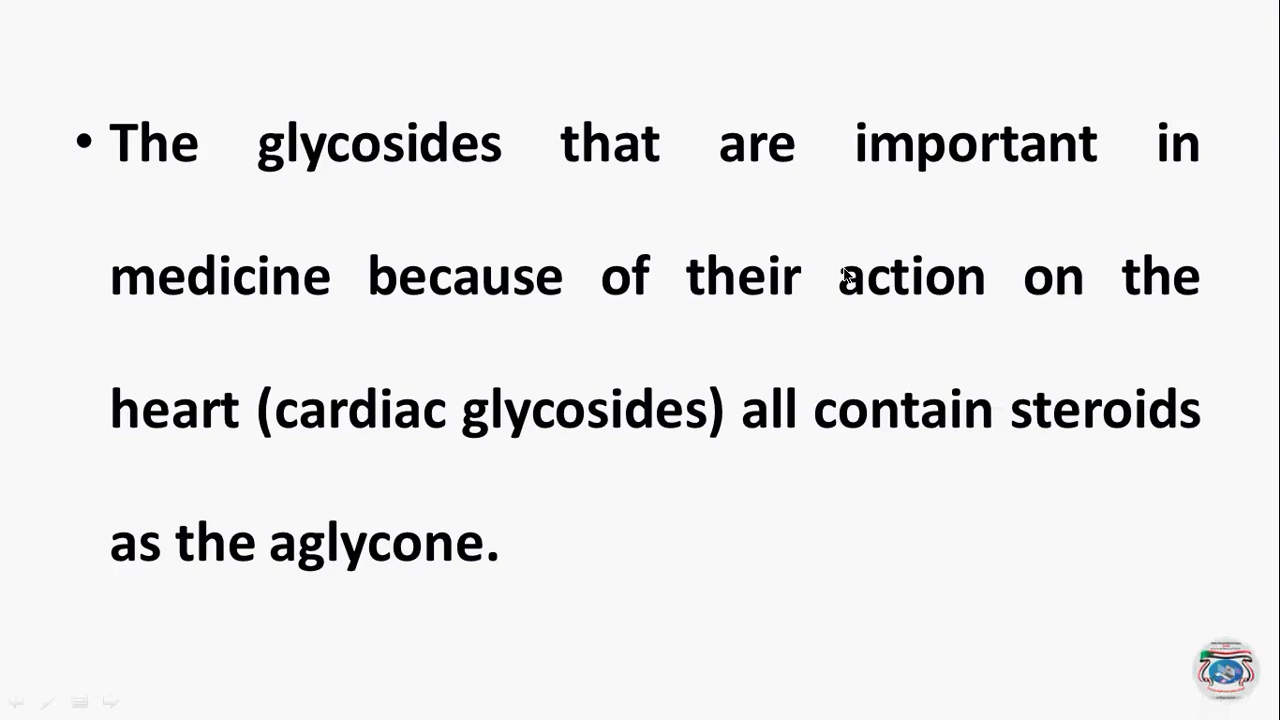 • The glycosides that are important in
medicine because of their action on the
heart (cardiac glycosides) all contain steroids
as the aglycone.